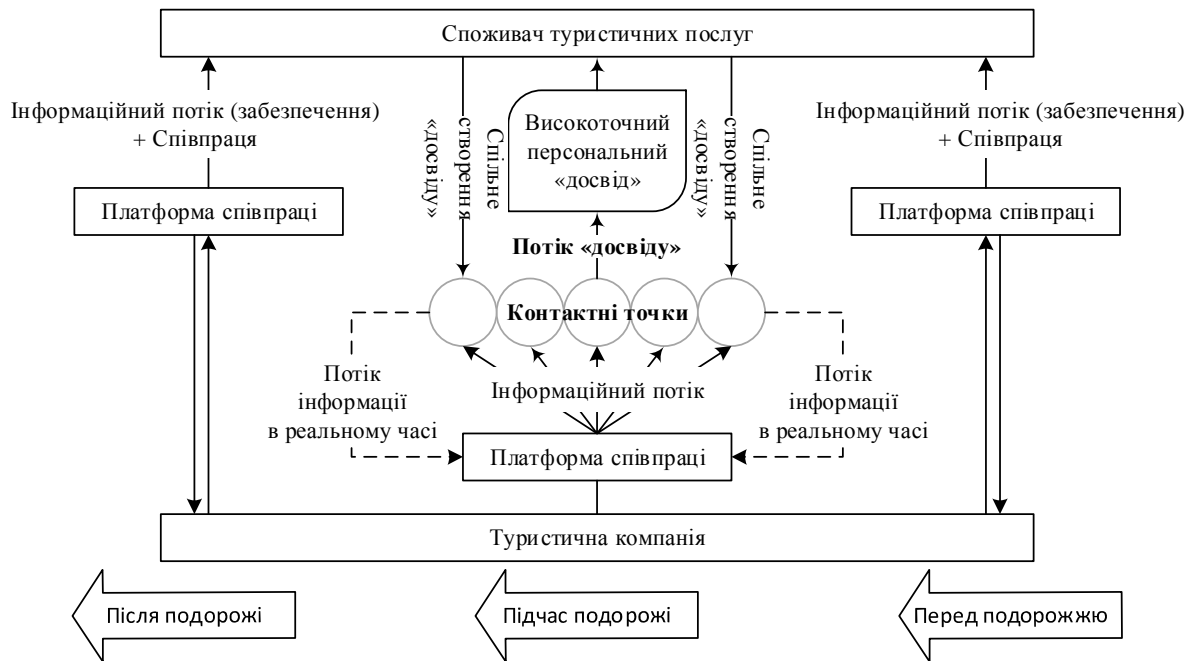 Споживач туристичних послуг
Інформаційний потік (забезпечення)
+ Співпраця
Платформа співпраці
Спільне
створення
«досвіду»
Високоточний
персональний
«досвід»
Спільне
створення
«досвіду»
Інформаційний потік (забезпечення)
+ Співпраця
Платформа співпраці
Потік «досвіду»
Контактні точки
Потік
інформації
в реальному часі
Інформаційний потік
Потік
інформації
в реальному часі
Платформа співпраці
Туристична компанія
Після подорожі
Підчас подорожі
Перед подорожжю